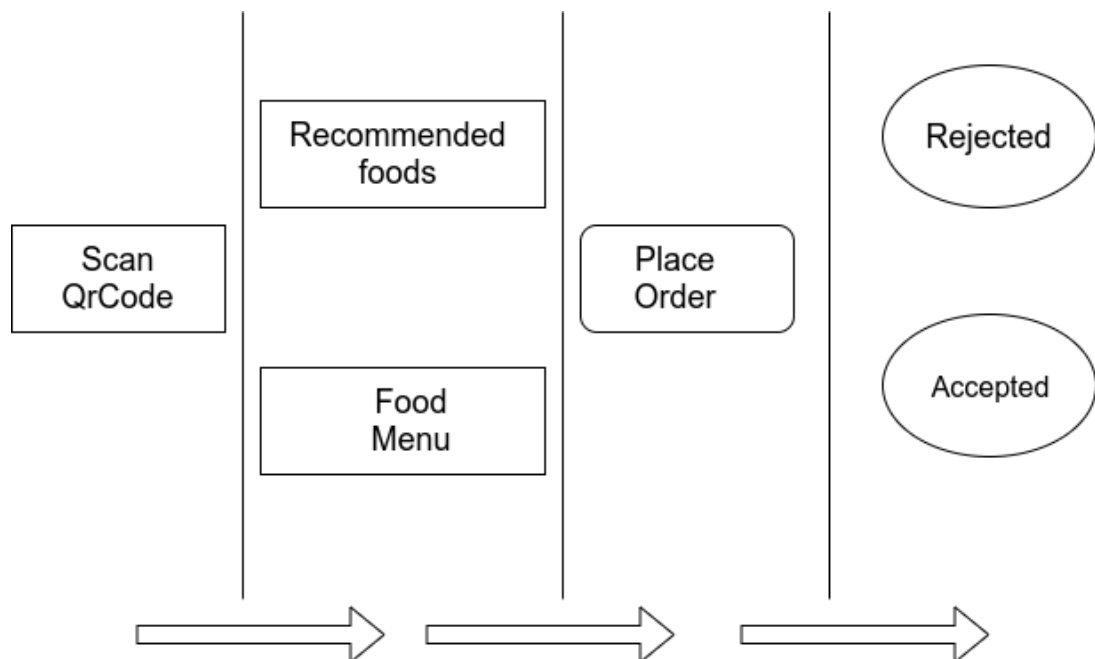 Scan
QrCode
Recommended
foods
Food
Menu
Place
Order
Rejected
Accepted